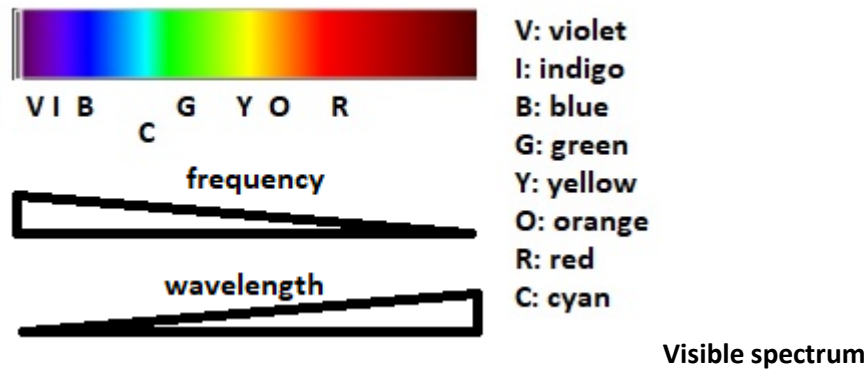 V I B G Y O R
C
frequency
wavelength
V: violet
I: indigo
B: blue
G: green
Y: yellow
O: orange
R: red
C: cyan
Visible spectrum